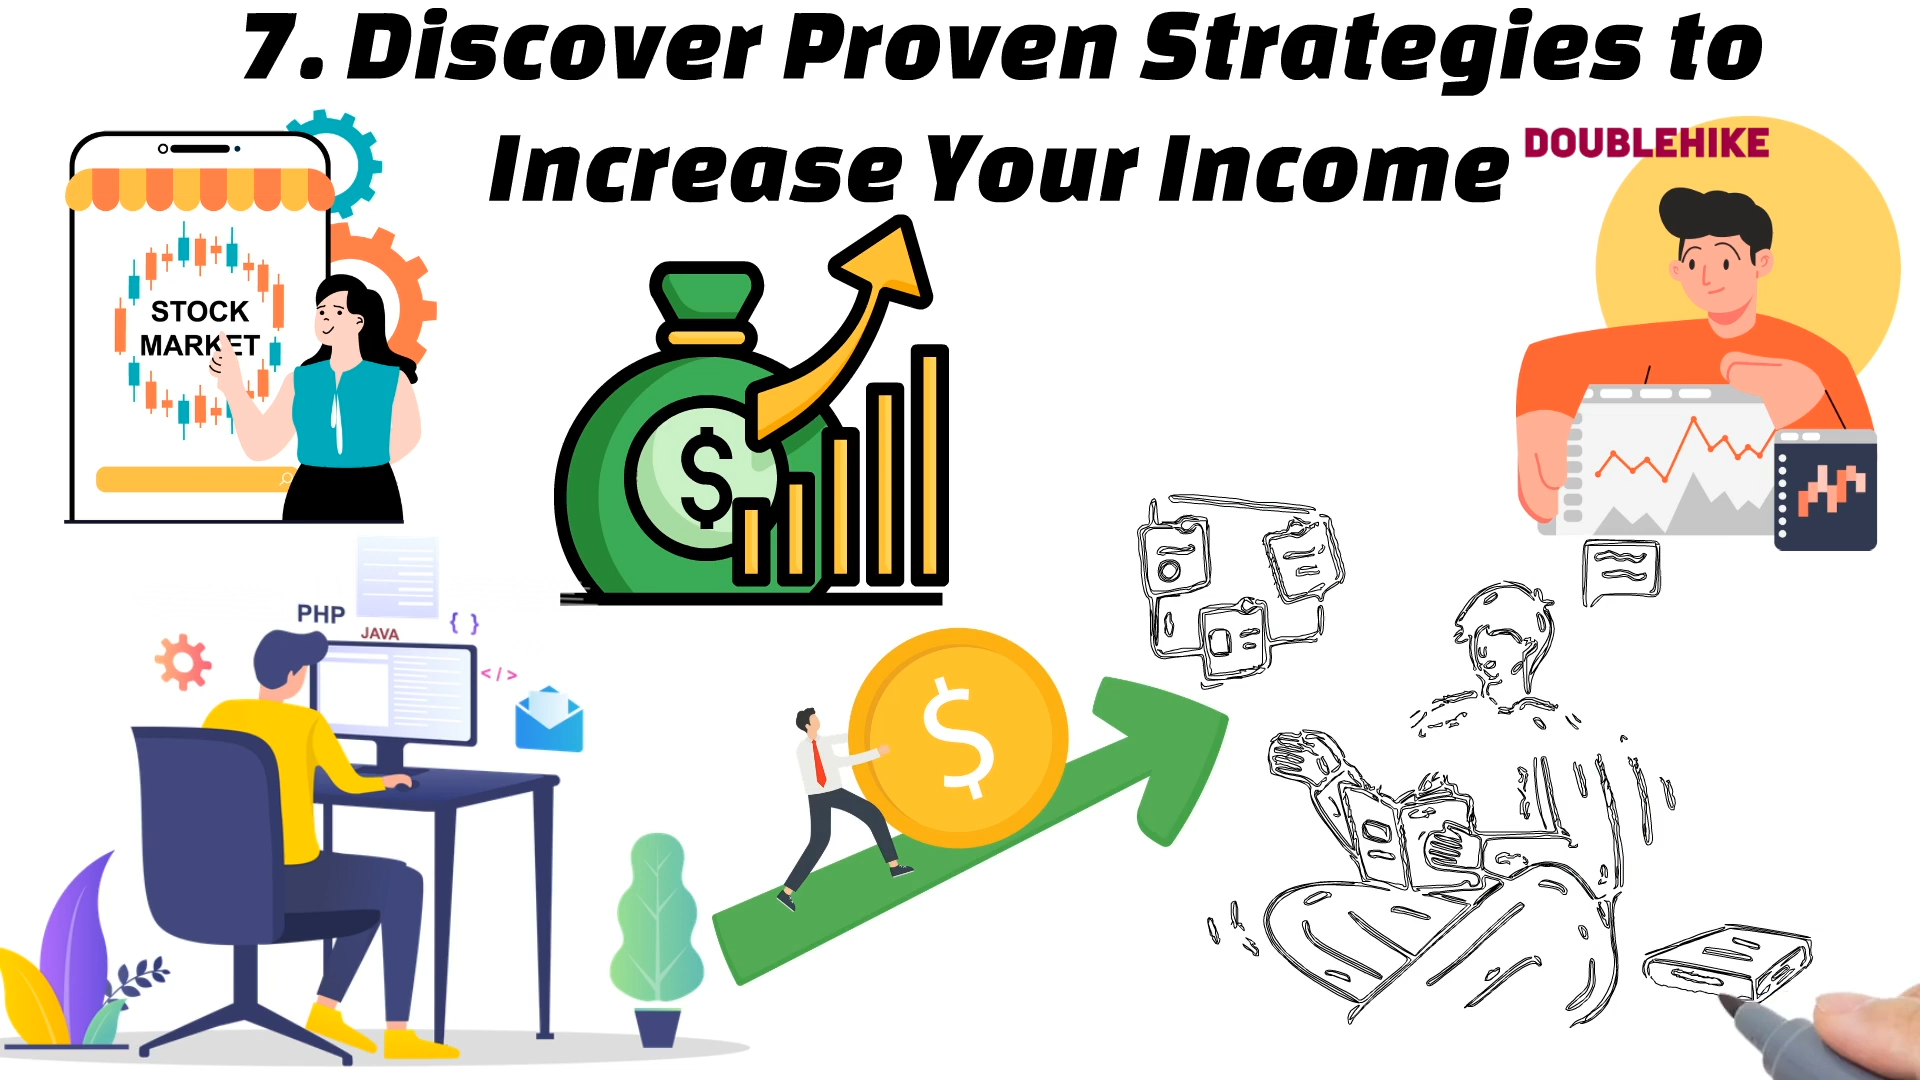 7. Discover Proven Strategies to
Increase Your Income
DOUBLEHIKE
STOCK
MARKET
$
PHP
JAVA
{ }
</>
$